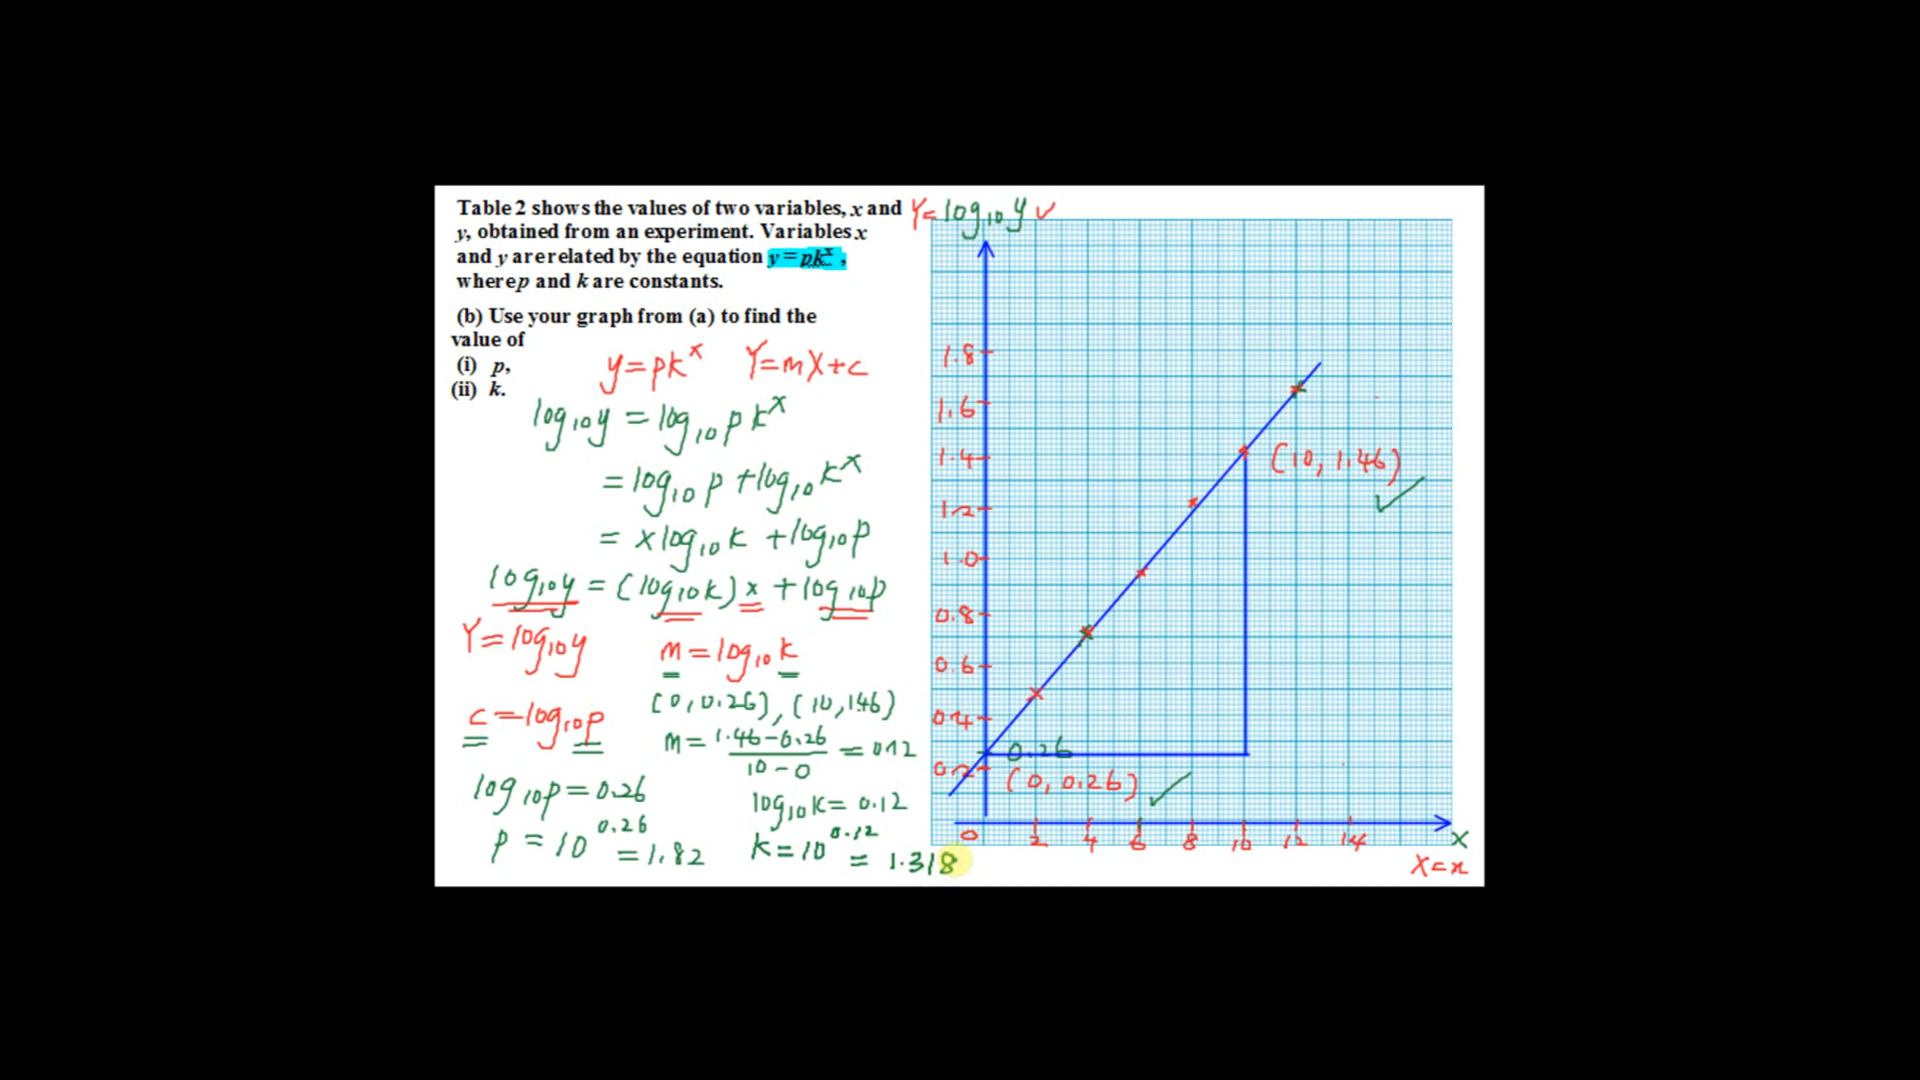 Table 2 shows the values of two variables, x and
y, obtained from an experiment. Variables x
and y are related by the equation y = pk^x ,
where p and k are constants.
(b) Use your graph from (a) to find the
value of
(i) p,
(ii) k.
y = pk^x Y = mX + c
log₁₀y = log₁₀ p k^x
= log₁₀ p + log₁₀ k^x
= x log₁₀ k + log₁₀ p
log₁₀y = (log₁₀ k) x + log₁₀ p
Y = log₁₀y m = log₁₀ k
(0, 0.26), (10, 1.46)
c = log₁₀ p
m = 1.46 - 0.26 / 10 - 0 = 0.12
log₁₀ p = 0.26
log₁₀ k = 0.12
p = 10^0.26 = 1.82
k = 10^0.12 = 1.318
Y = log₁₀ y
1.8
1.6
1.4
(10, 1.46)
1.2
1.0
0.8
0.6
0.4
0.26
0.2
(0, 0.26)
0 2 4 6 8 10 12 14 X
X = x